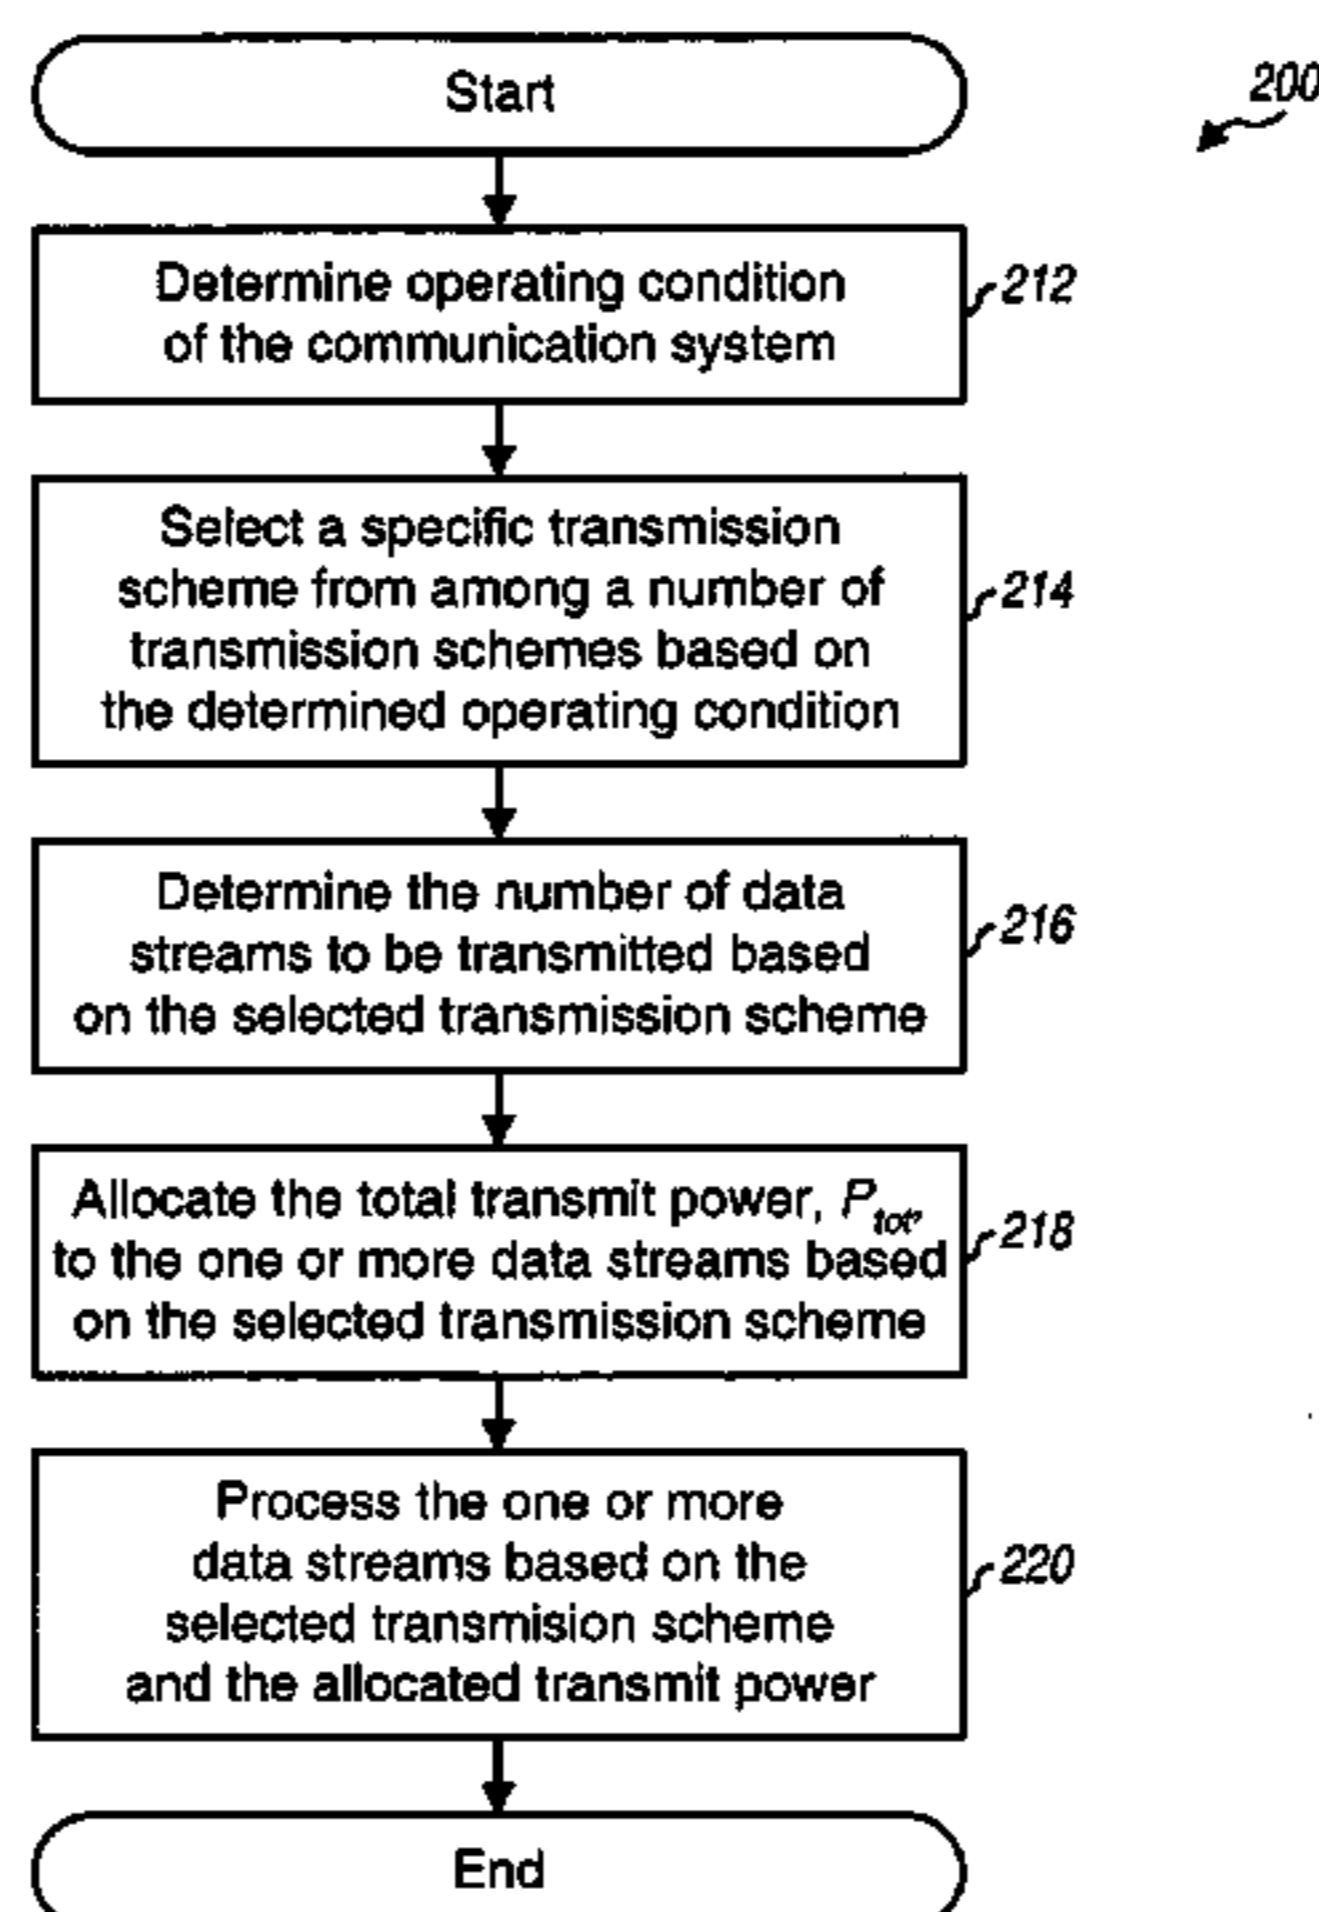 Start
200
Determine operating condition
of the communication system
212
Select a specific transmission
scheme from among a number of
transmission schemes based on
the determined operating condition
214
Determine the number of data
streams to be transmitted based
on the selected transmission scheme
216
Allocate the total transmit power, P_tot,
to the one or more data streams based
on the selected transmission scheme
218
Process the one or more
data streams based on the
selected transmision scheme
and the allocated transmit power
220
End